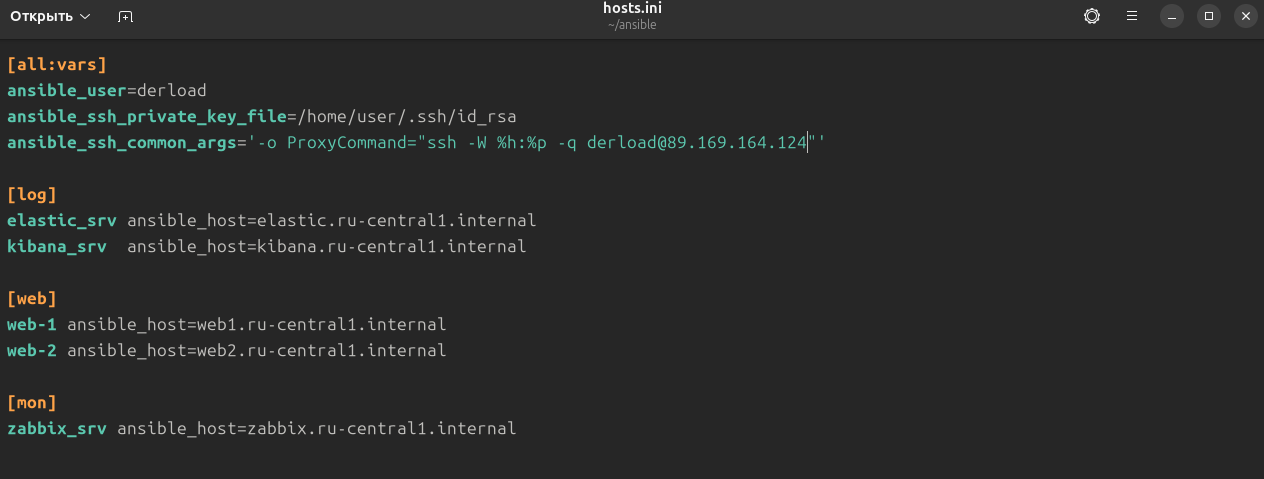 Открыть
hosts.ini
~/ansible
[all:vars]
ansible_user=derload
ansible_ssh_private_key_file=/home/user/.ssh/id_rsa
ansible_ssh_common_args='-o ProxyCommand="ssh -W %h:%p -q derload@89.169.164.124"'
[log]
elastic_srv ansible_host=elastic.ru-central1.internal
kibana_srv  ansible_host=kibana.ru-central1.internal
[web]
web-1 ansible_host=web1.ru-central1.internal
web-2 ansible_host=web2.ru-central1.internal
[mon]
zabbix_srv ansible_host=zabbix.ru-central1.internal